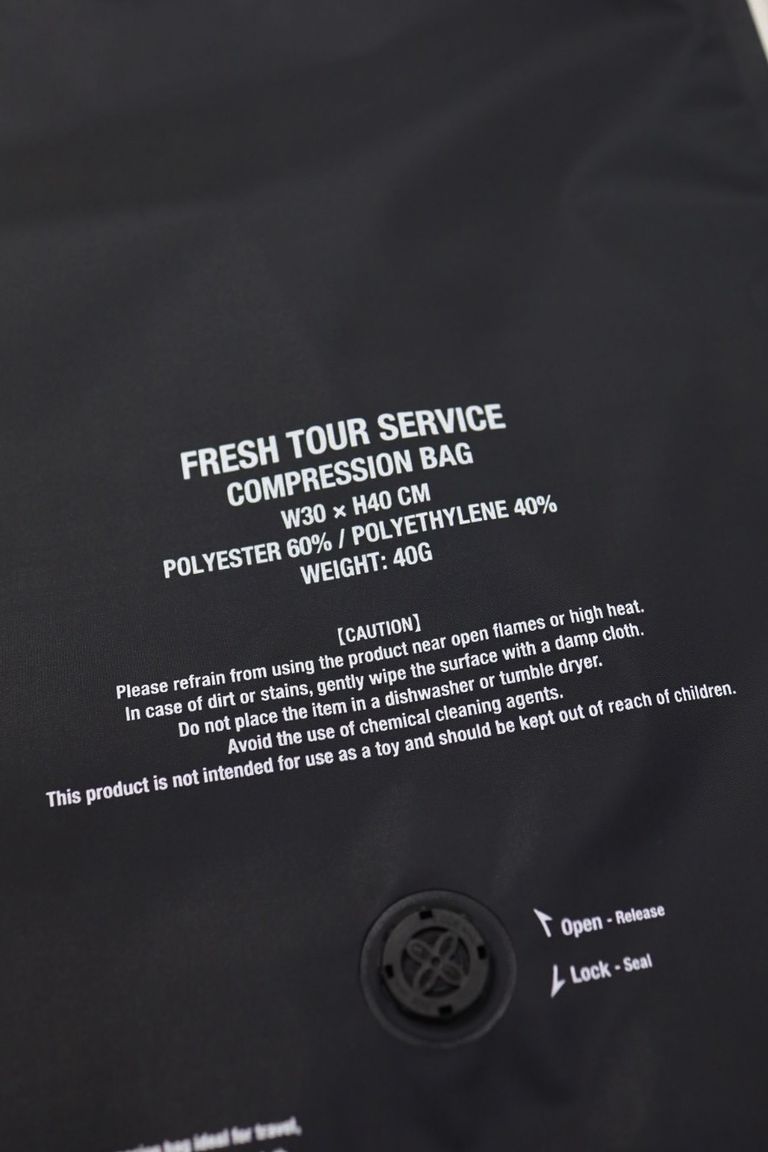 FRESH TOUR SERVICE
COMPRESSION BAG
W30 × H40 CM
POLYESTER 60% / POLYETHYLENE 40%
WEIGHT: 40G
【CAUTION】
Please refrain from using the product near open flames or high heat.
In case of dirt or stains, gently wipe the surface with a damp cloth.
Do not place the item in a dishwasher or tumble dryer.
Avoid the use of chemical cleaning agents.
This product is not intended for use as a toy and should be kept out of reach of children.
Open - Release
Lock - Seal
bag ideal for travel,